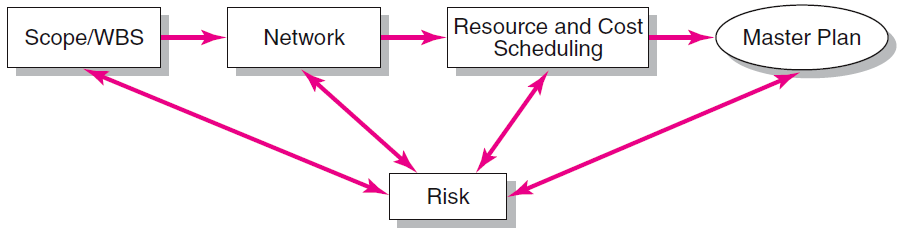 Scope/WBS
Network
Resource and Cost
Scheduling
Master Plan
Risk